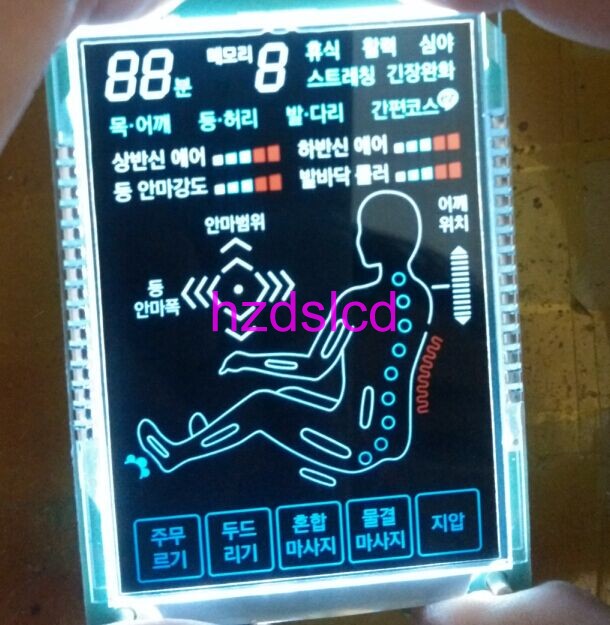 88분 메모리 8 휴식 활력 심야
스트레칭 긴장완화
목·어깨 등·허리 발·다리 간편코스
상반신 에어 하반신 에어
등 안마강도 발바닥 롤러
안마범위
어깨
위치
등
안마폭
hzdslcd
주무
르기
두드
리기
혼합
마사지
물결
마사지
지압